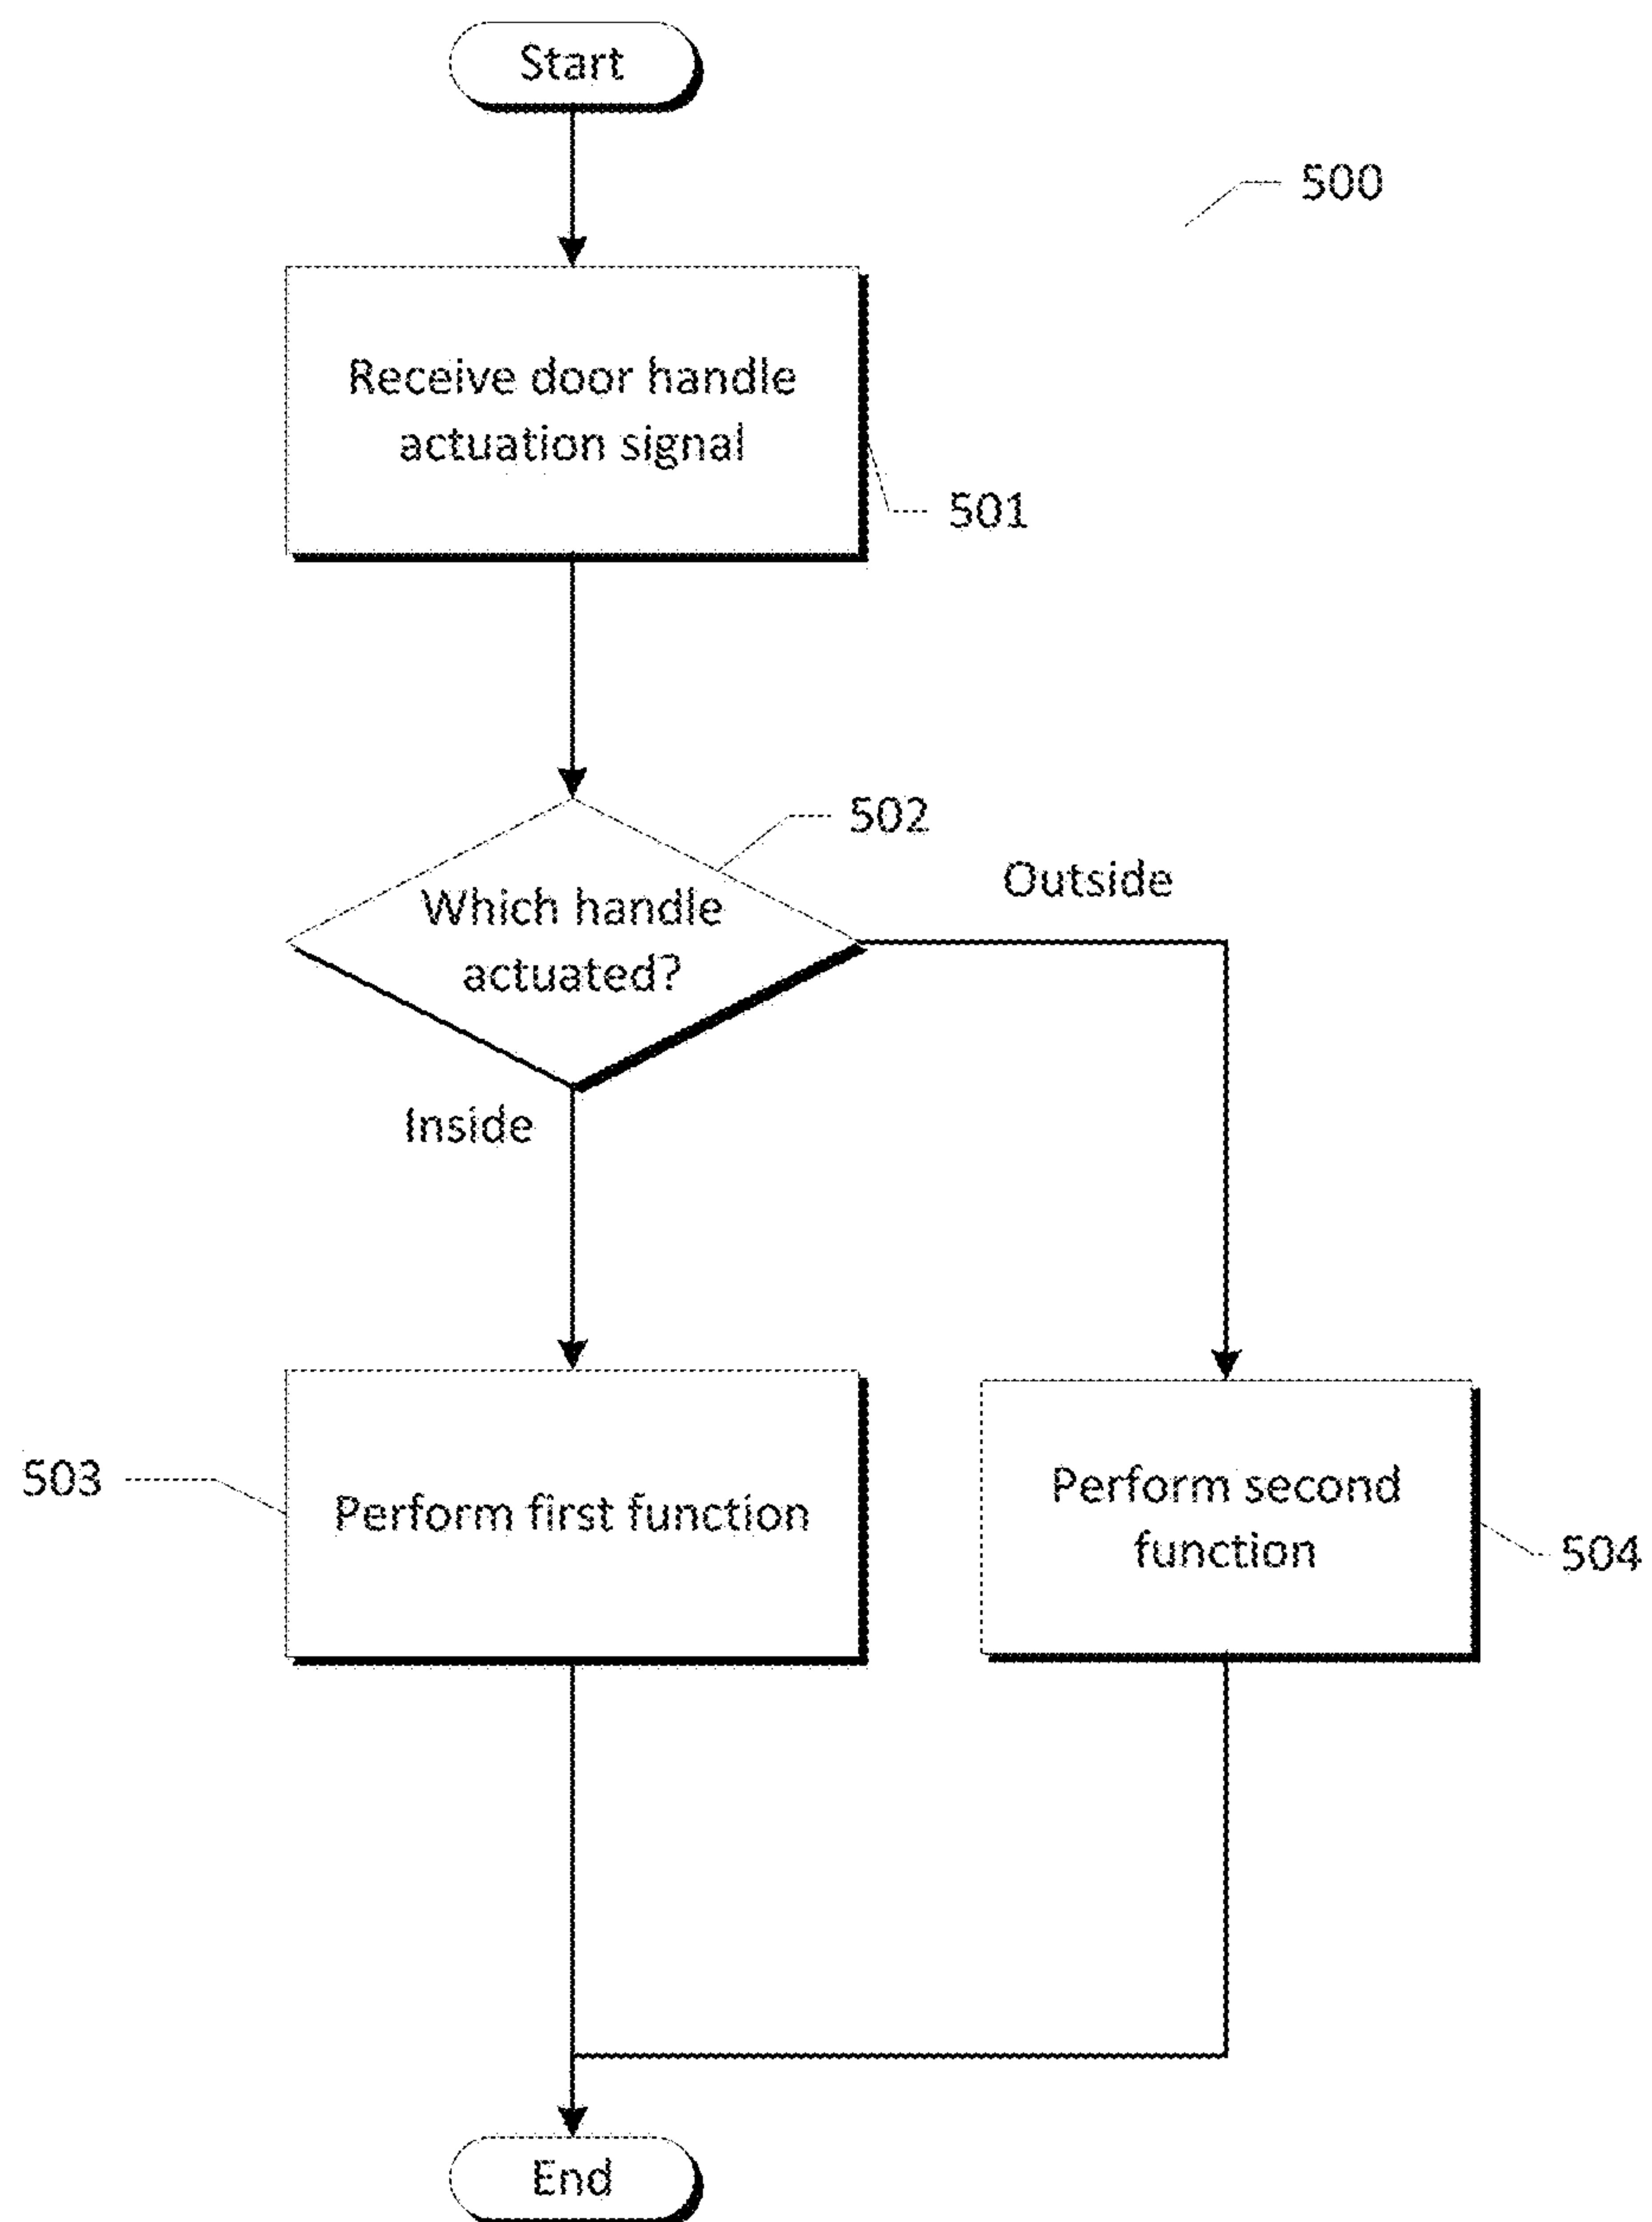 Start
500
Receive door handle
actuation signal
501
502
Which handle
actuated?
Outside
Inside
503
Perform first function
Perform second
function
504
End